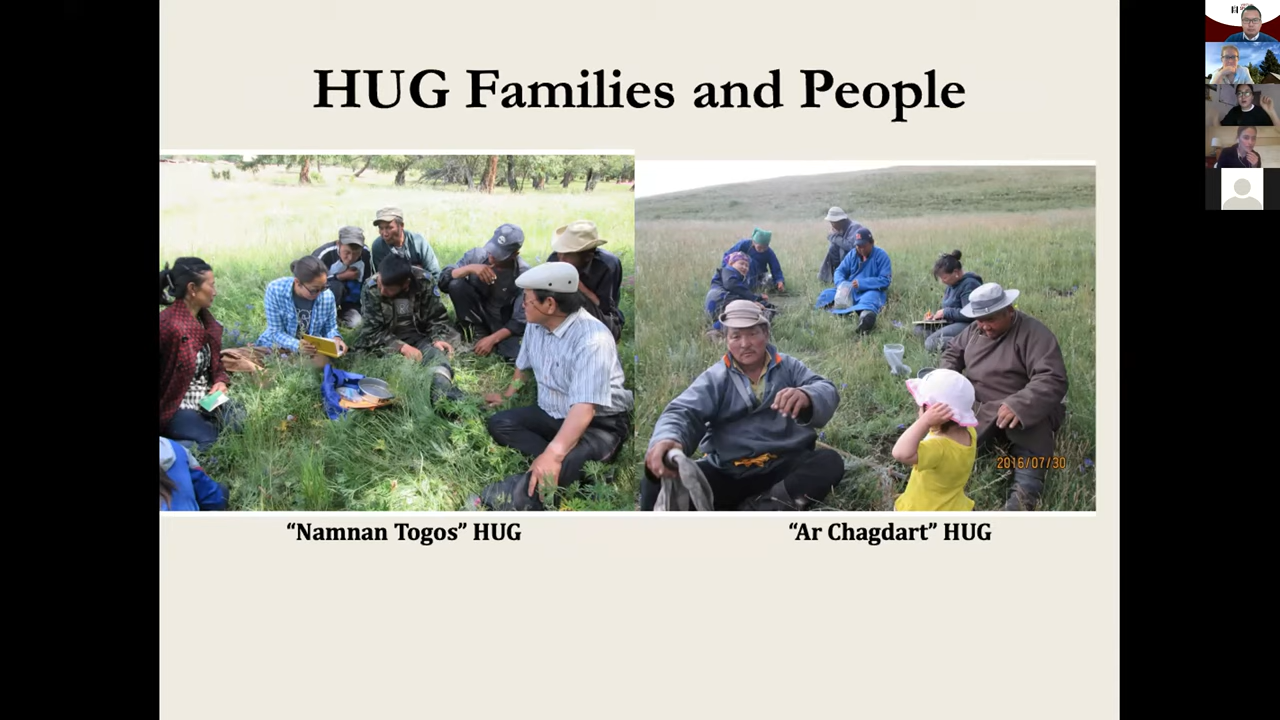 HUG Families and People
2016/07/30
“Namnan Togos” HUG
“Ar Chagdart” HUG